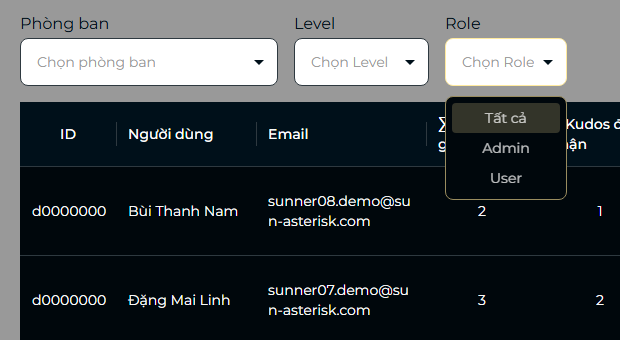 Phòng ban Level Role
Chọn phòng ban Chọn Level Chọn Role
Tất cả
Admin
User
ID Người dùng Email Kudos
d0000000 Bùi Thanh Nam sunner08.demo@su
n-asterisk.com 2 1
d0000000 Đặng Mai Linh sunner07.demo@su
n-asterisk.com 3 2